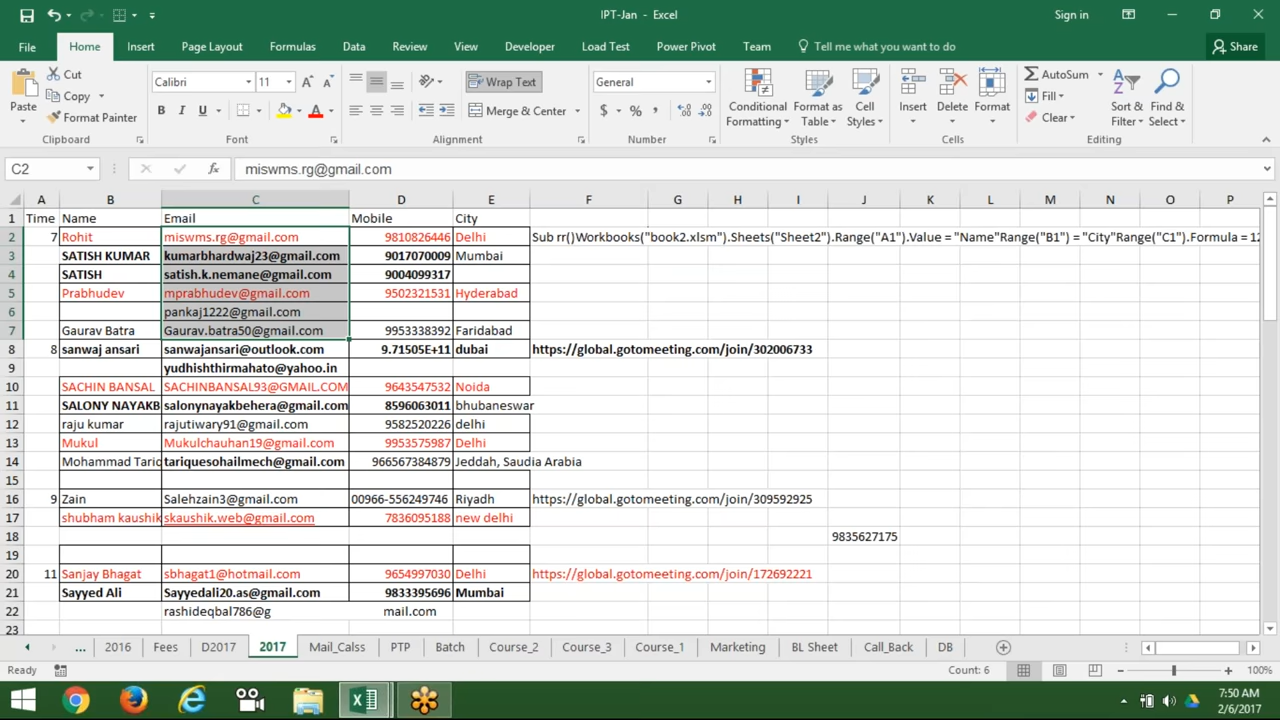 IPT-Jan - Excel
Sign in
File Home Insert Page Layout Formulas Data Review View Developer Load Test Power Pivot Team Tell me what you want to do Share
Paste Cut Copy Format Painter
Calibri 11 A A B I U A
Wrap Text Merge & Center
General $ % ,
Conditional Formatting Format as Table Cell Styles
Insert Delete Format
AutoSum Fill Clear Sort & Filter Find & Select
Clipboard Font Alignment Number Styles Cells Editing
C2 fx miswms.rg@gmail.com
A B C D E F G H I J K L M N O P
1 Time Name Email Mobile City
2 7 Rohit miswms.rg@gmail.com 9810826446 Delhi Sub rr()Workbooks("book2.xlsm").Sheets("Sheet2").Range("A1").Value = "Name"Range("B1") = "City"Range("C1").Formula = 12
3 SATISH KUMAR kumarbhardwaj23@gmail.com 9017070009 Mumbai
4 SATISH satish.k.nemane@gmail.com 9004099317
5 Prabhudev mprabhudev@gmail.com 9502321531 Hyderabad
6 pankaj1222@gmail.com
7 Gaurav Batra Gaurav.batra50@gmail.com 9953338392 Faridabad
8 8 sanwaj ansari sanwajansari@outlook.com 9.71505E+11 dubai https://global.gotomeeting.com/join/302006733
9 yudhishthirmahato@yahoo.in
10 SACHIN BANSAL SACHINBANSAL93@GMAIL.COM 9643547532 Noida
11 SALONY NAYAKB salonynayakbehera@gmail.com 8596063011 bhubaneswar
12 raju kumar rajutiwary91@gmail.com 9582520226 delhi
13 Mukul Mukulchauhan19@gmail.com 9953575987 Delhi
14 Mohammad Tariq tariquesohailmech@gmail.com 966567384879 Jeddah, Saudia Arabia
15
16 9 Zain Salehzain3@gmail.com 00966-556249746 Riyadh https://global.gotomeeting.com/join/309592925
17 shubham kaushik skaushik.web@gmail.com 7836095188 new delhi
18 9835627175
19
20 11 Sanjay Bhagat sbhagat1@hotmail.com 9654997030 Delhi https://global.gotomeeting.com/join/172692221
21 Sayyed Ali Sayyedali20.as@gmail.com 9833395696 Mumbai
22 rashideqbal786@g mail.com
23
... 2016 Fees D2017 2017 Mail_Calss PTP Batch Course_2 Course_3 Course_1 Marketing BL Sheet Call_Back DB
Ready Count: 6 100%
7:50 AM
2/6/2017